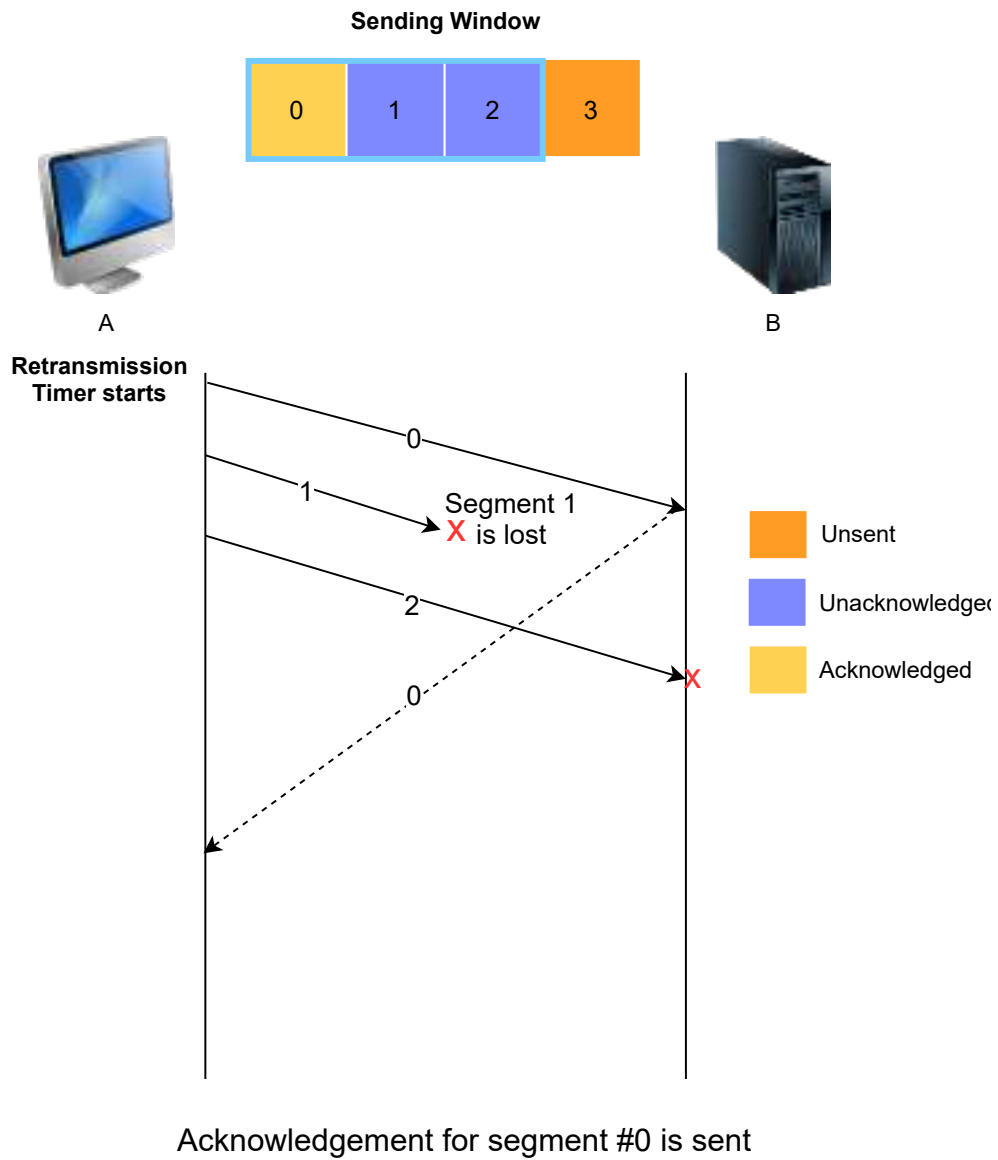 Sending Window
0 1 2 3
A
B
Retransmission
Timer starts
0
1
Segment 1
X is lost
Unsent
2
Unacknowledged
X
Acknowledged
0
Acknowledgement for segment #0 is sent